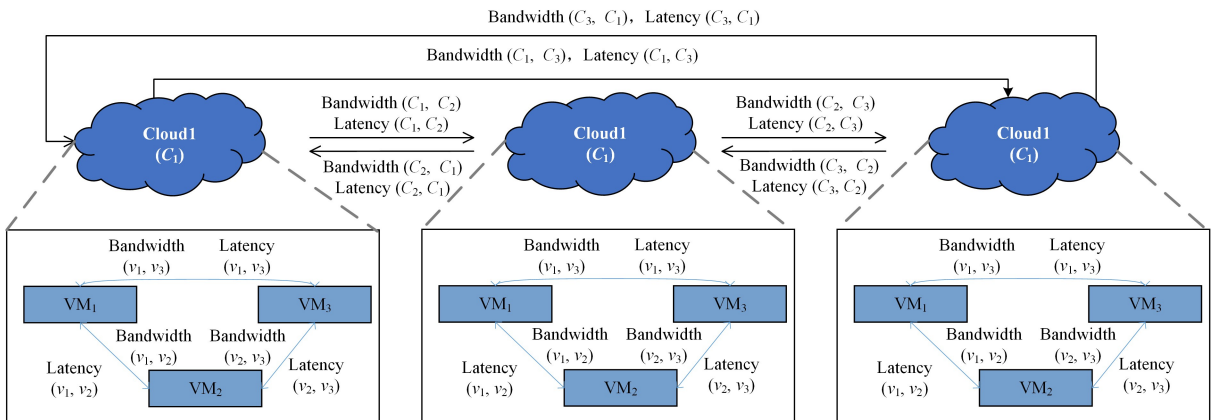 Bandwidth (C₃, C₁), Latency (C₃, C₁)
Bandwidth (C₁, C₃), Latency (C₁, C₃)
Cloud1
(C₁)
Bandwidth (C₁, C₂)
Latency (C₁, C₂)
Bandwidth (C₂, C₁)
Latency (C₂, C₁)
Cloud1
(C₁)
Bandwidth (C₂, C₃)
Latency (C₂, C₃)
Bandwidth (C₃, C₂)
Latency (C₃, C₂)
Cloud1
(C₁)
Bandwidth
(v₁, v₃)
Latency
(v₁, v₃)
VM₁
VM₃
Bandwidth
(v₁, v₂)
Bandwidth
(v₂, v₃)
Latency
(v₁, v₂)
Latency
(v₂, v₃)
VM₂
Bandwidth
(v₁, v₃)
Latency
(v₁, v₃)
VM₁
VM₃
Bandwidth
(v₁, v₂)
Bandwidth
(v₂, v₃)
Latency
(v₁, v₂)
Latency
(v₂, v₃)
VM₂
Bandwidth
(v₁, v₃)
Latency
(v₁, v₃)
VM₁
VM₃
Bandwidth
(v₁, v₂)
Bandwidth
(v₂, v₃)
Latency
(v₁, v₂)
Latency
(v₂, v₃)
VM₂